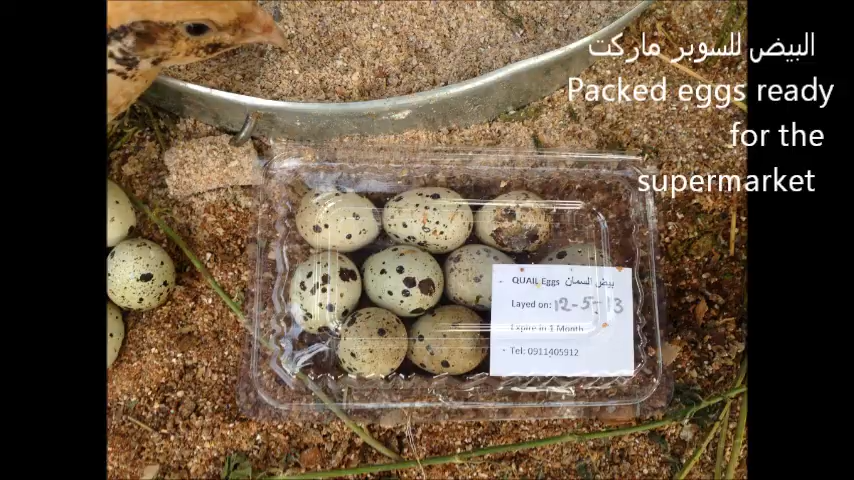 البيض للسوبر ماركت
Packed eggs ready
for the
supermarket
QUAIL Eggs بيض السمان
Layed on: 12-5-13
Expire in 1 Month
- Tel: 0911405912